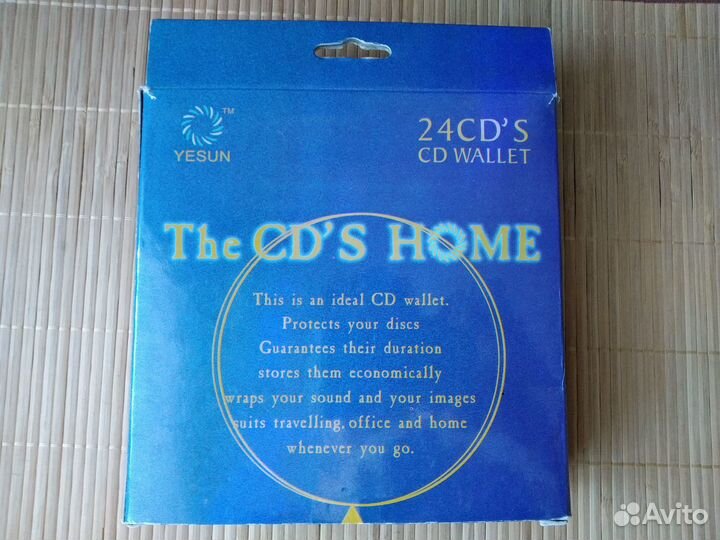 YESUN™
24CD'S
CD WALLET
The CD'S HOME
This is an ideal CD wallet.
Protects your discs
Guarantees their duration
stores them economically
wraps your sound and your images
suits travelling, office and home
whenever you go.
Avito